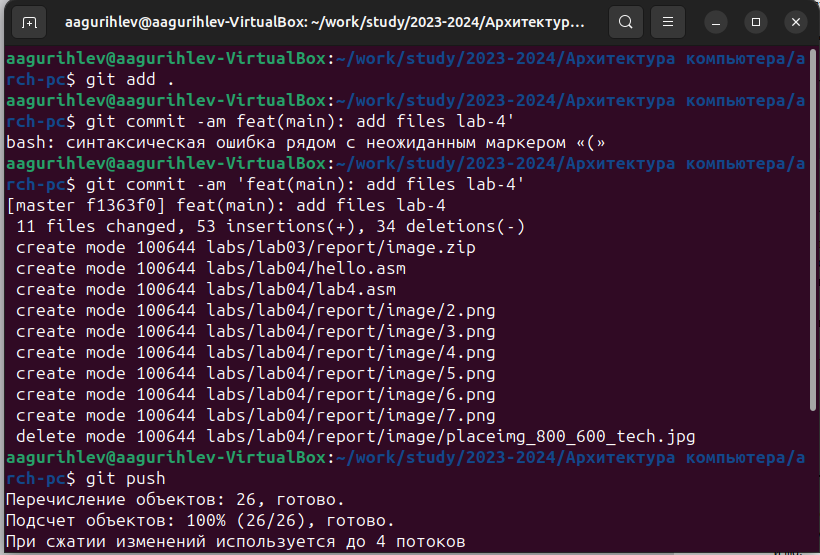 aagurihlev@aagurihlev-VirtualBox: ~/work/study/2023-2024/Архитектур...
aagurihlev@aagurihlev-VirtualBox:~/work/study/2023-2024/Архитектура компьютера/a
rch-pc$ git add .
aagurihlev@aagurihlev-VirtualBox:~/work/study/2023-2024/Архитектура компьютера/a
rch-pc$ git commit -am feat(main): add files lab-4'
bash: синтаксическая ошибка рядом с неожиданным маркером «(»
aagurihlev@aagurihlev-VirtualBox:~/work/study/2023-2024/Архитектура компьютера/a
rch-pc$ git commit -am 'feat(main): add files lab-4'
[master f1363f0] feat(main): add files lab-4
 11 files changed, 53 insertions(+), 34 deletions(-)
 create mode 100644 labs/lab03/report/image.zip
 create mode 100644 labs/lab04/hello.asm
 create mode 100644 labs/lab04/lab4.asm
 create mode 100644 labs/lab04/report/image/2.png
 create mode 100644 labs/lab04/report/image/3.png
 create mode 100644 labs/lab04/report/image/4.png
 create mode 100644 labs/lab04/report/image/5.png
 create mode 100644 labs/lab04/report/image/6.png
 create mode 100644 labs/lab04/report/image/7.png
 delete mode 100644 labs/lab04/report/image/placeimg_800_600_tech.jpg
aagurihlev@aagurihlev-VirtualBox:~/work/study/2023-2024/Архитектура компьютера/a
rch-pc$ git push
Перечисление объектов: 26, готово.
Подсчет объектов: 100% (26/26), готово.
При сжатии изменений используется до 4 потоков